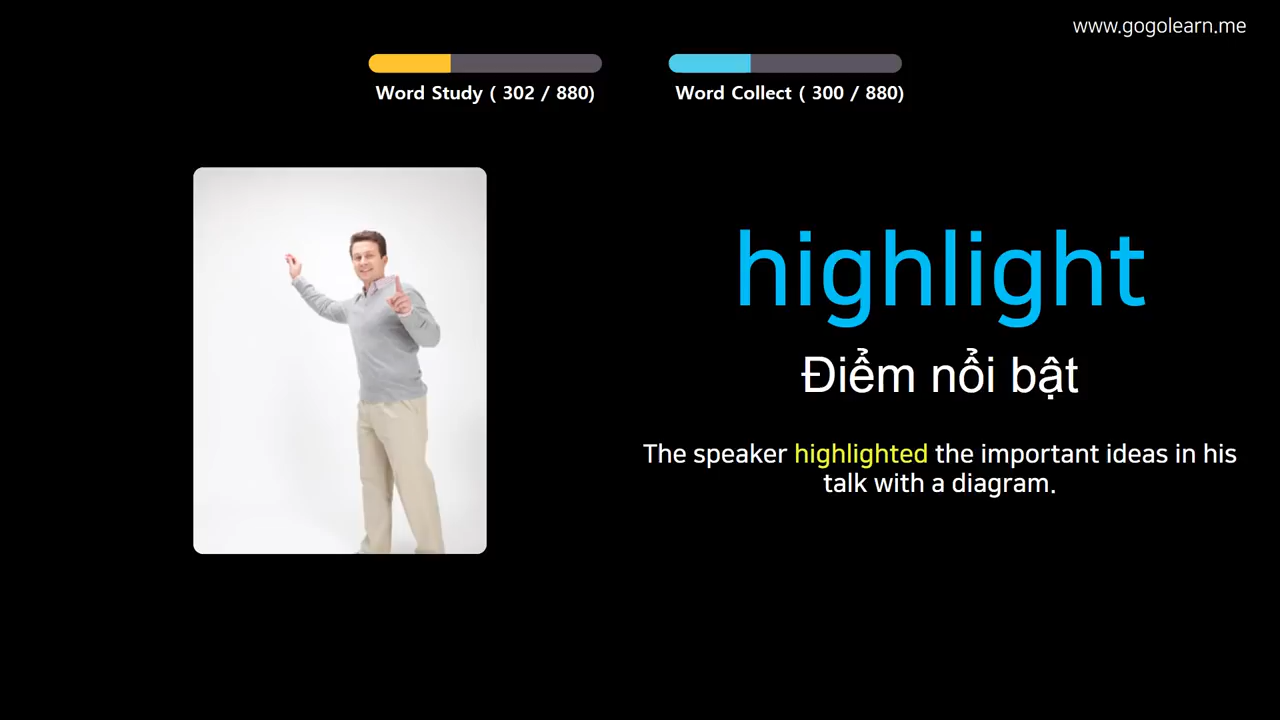 www.gogolearn.me
Word Study ( 302 / 880)
Word Collect ( 300 / 880)
highlight
Điểm nổi bật
The speaker highlighted the important ideas in his
talk with a diagram.